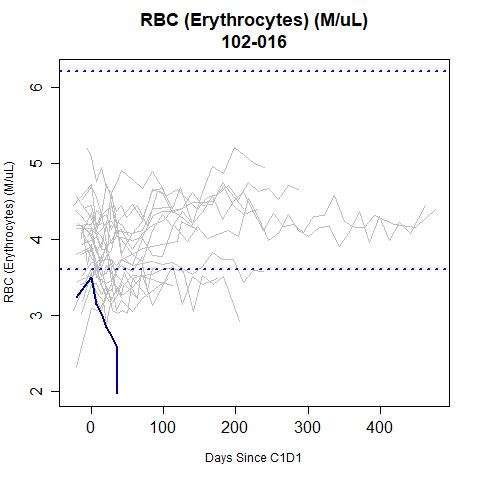 RBC (Erythrocytes) (M/uL)
102-016
RBC (Erythrocytes) (M/uL)
6
5
4
3
2
0 100 200 300 400
Days Since C1D1